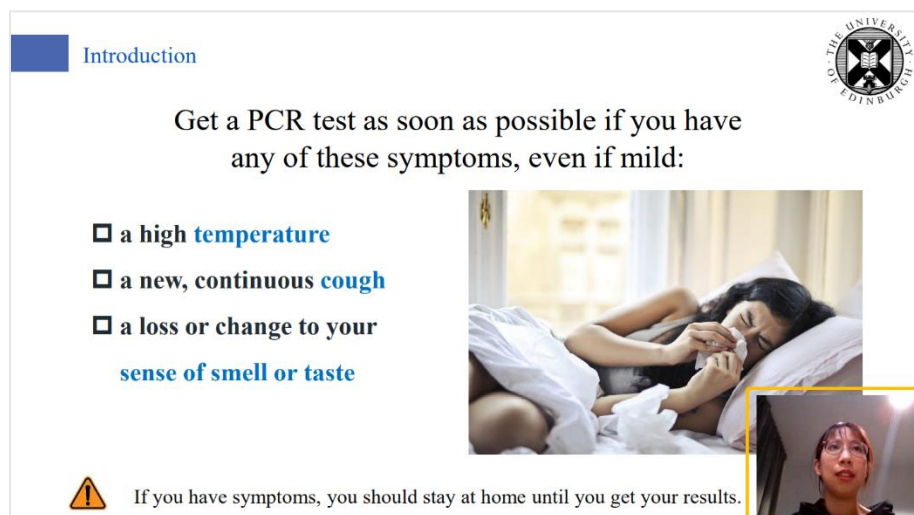 Introduction
THE UNIVERSITY OF EDINBURGH
Get a PCR test as soon as possible if you have
any of these symptoms, even if mild:
a high temperature
a new, continuous cough
a loss or change to your
sense of smell or taste
If you have symptoms, you should stay at home until you get your results.